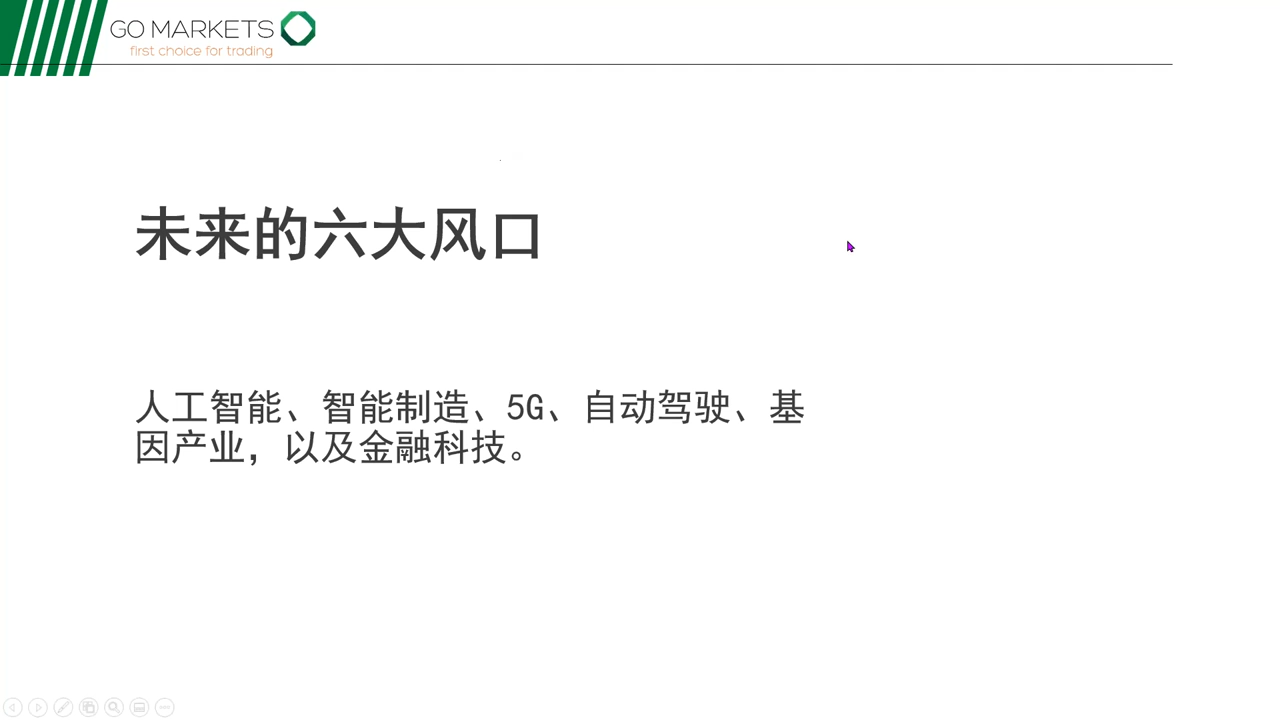 GO MARKETS
first choice for trading
未来的六大风口
人工智能、智能制造、5G、自动驾驶、基
因产业，以及金融科技。